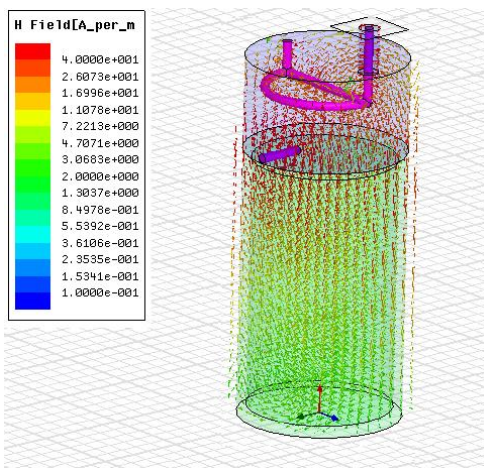 H Field[A_per_m
4.0000e+001
2.6073e+001
1.6996e+001
1.1078e+001
7.2213e+000
4.7071e+000
3.0683e+000
2.0000e+000
1.3037e+000
8.4978e-001
5.5392e-001
3.6106e-001
2.3535e-001
1.5341e-001
1.0000e-001